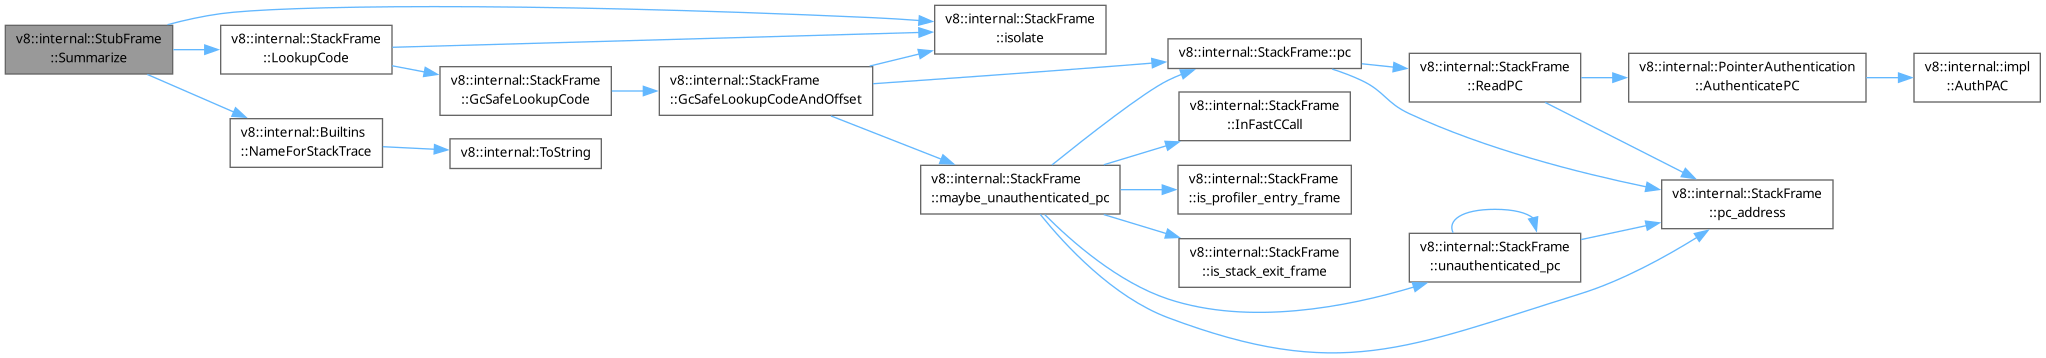 v8::internal::StubFrame
::Summarize
v8::internal::StackFrame
::LookupCode
v8::internal::Builtins
::NameForStackTrace
v8::internal::StackFrame
::GcSafeLookupCode
v8::internal::ToString
v8::internal::StackFrame
::GcSafeLookupCodeAndOffset
v8::internal::StackFrame
::isolate
v8::internal::StackFrame
::maybe_unauthenticated_pc
v8::internal::StackFrame::pc
v8::internal::StackFrame
::InFastCCall
v8::internal::StackFrame
::is_profiler_entry_frame
v8::internal::StackFrame
::is_stack_exit_frame
v8::internal::StackFrame
::ReadPC
v8::internal::StackFrame
::unauthenticated_pc
v8::internal::PointerAuthentication
::AuthenticatePC
v8::internal::StackFrame
::pc_address
v8::internal::impl
::AuthPAC